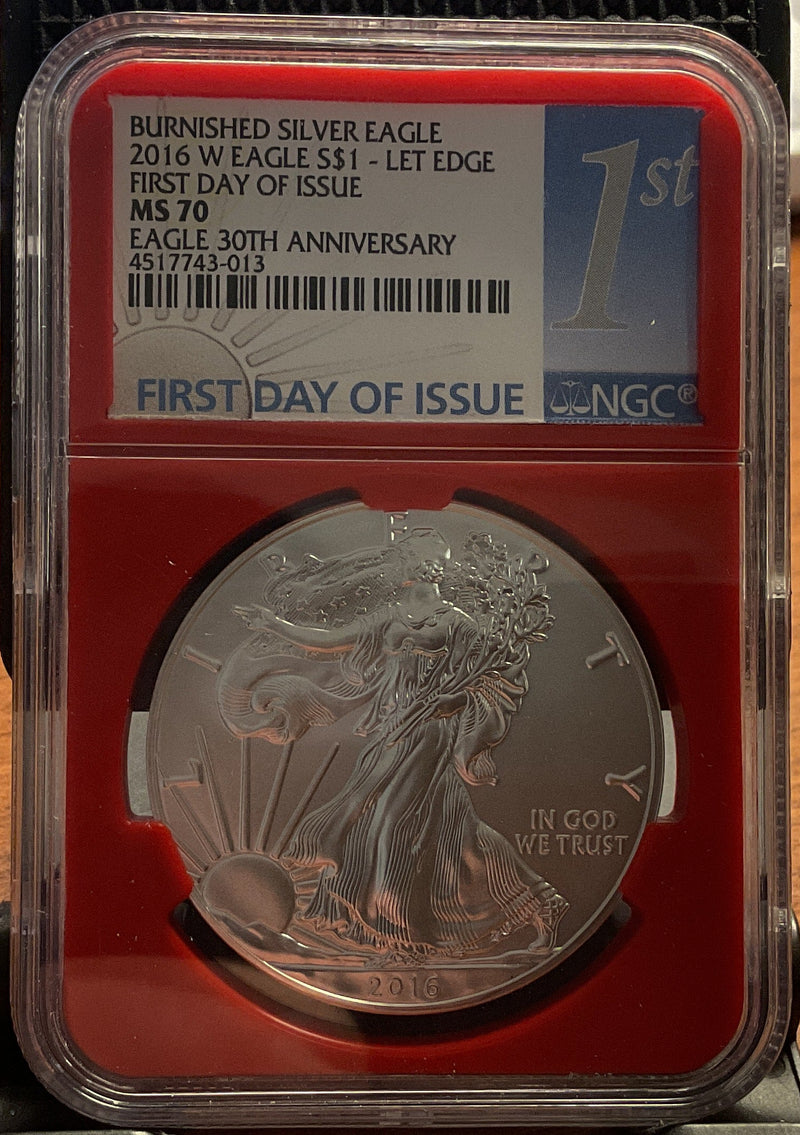 BURNISHED SILVER EAGLE
2016 W EAGLE S$1 - LET EDGE
FIRST DAY OF ISSUE
MS 70
EAGLE 30TH ANNIVERSARY
4517743-013
1st
FIRST DAY OF ISSUE
NGC®
LIBERTY
IN GOD
WE TRUST
2016